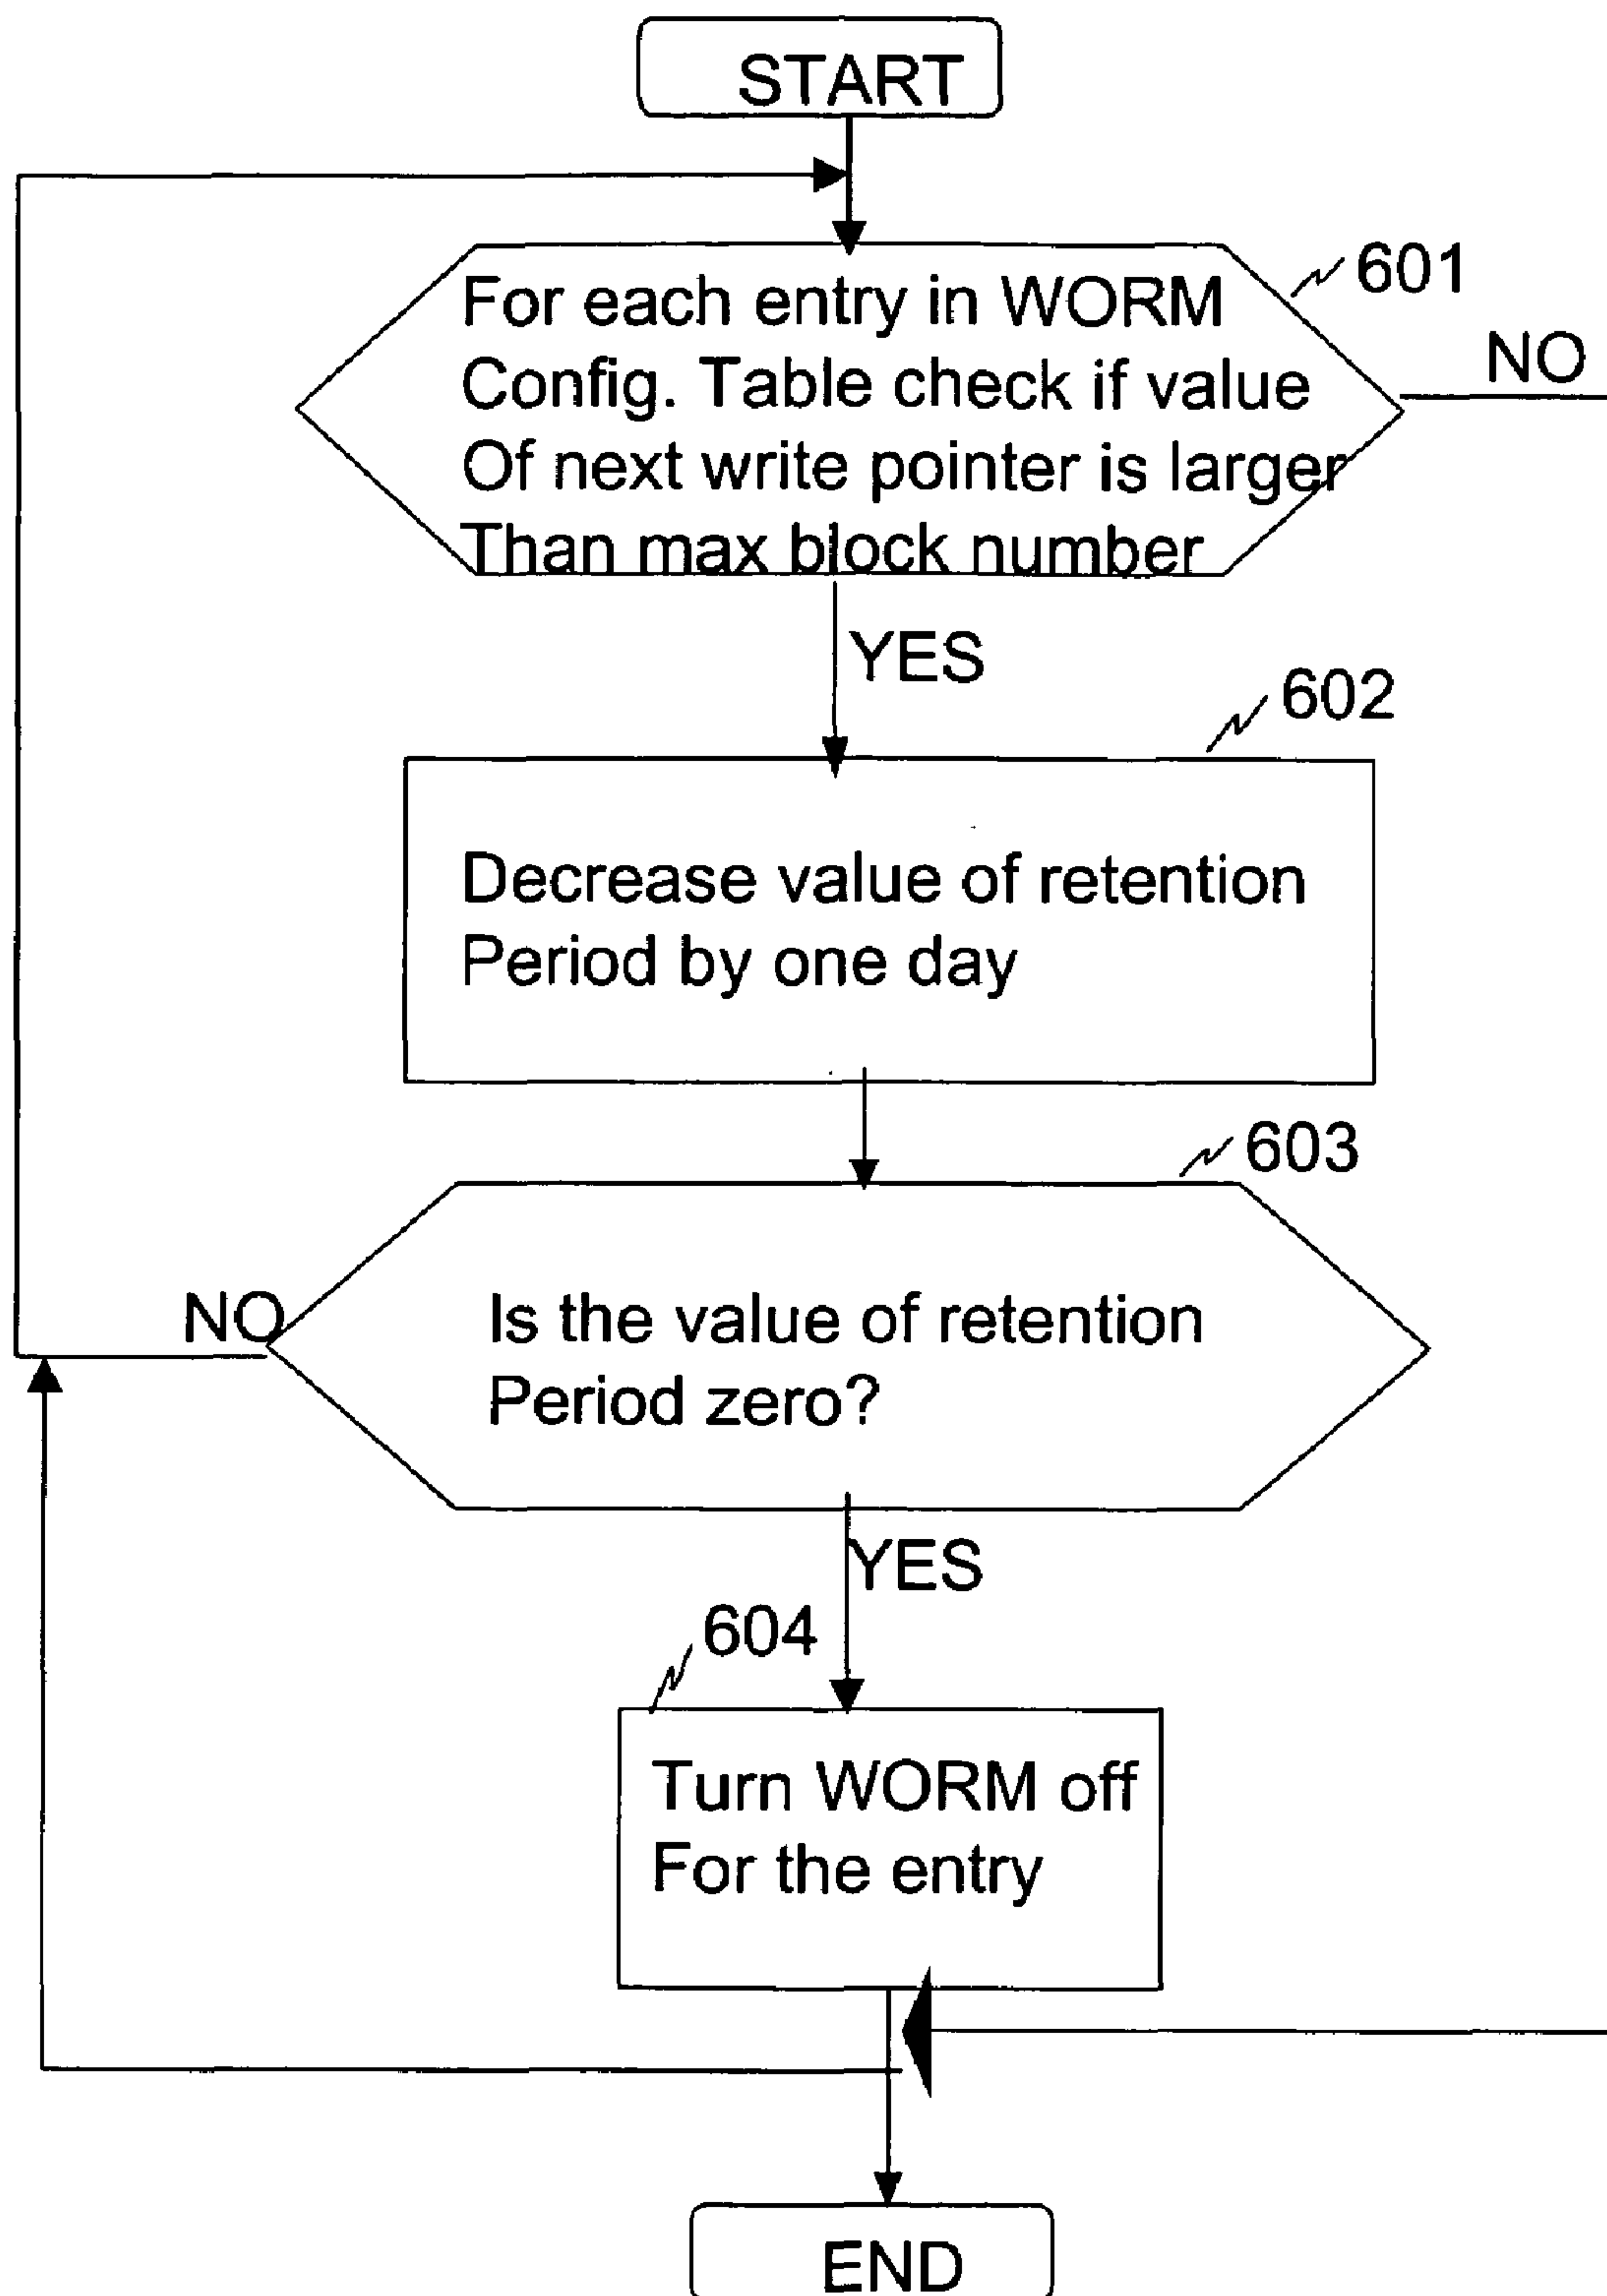 START
601
For each entry in WORM
Config. Table check if value
Of next write pointer is larger
Than max block number
NO
YES
602
Decrease value of retention
Period by one day
603
NO
Is the value of retention
Period zero?
YES
604
Turn WORM off
For the entry
END